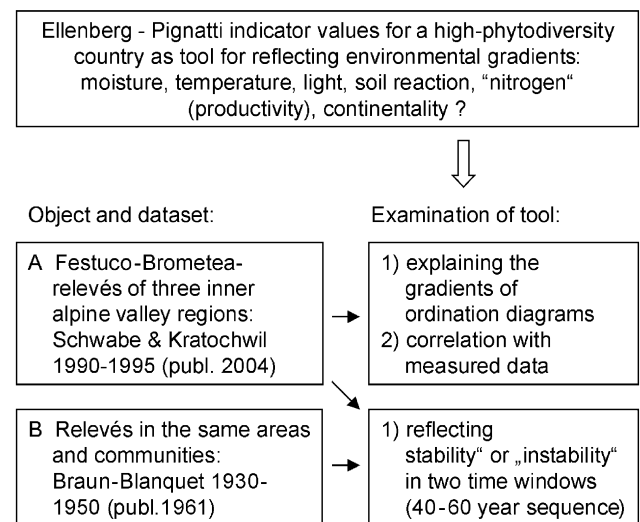 Ellenberg - Pignatti indicator values for a high-phytodiversity
country as tool for reflecting environmental gradients:
moisture, temperature, light, soil reaction, “nitrogen“
(productivity), continentality ?
Object and dataset:
A Festuco-Brometea-
relevés of three inner
alpine valley regions:
Schwabe & Kratochwil
1990-1995 (publ. 2004)
B Relevés in the same areas
and communities:
Braun-Blanquet 1930-
1950 (publ.1961)
Examination of tool:
1) explaining the
gradients of
ordination diagrams
2) correlation with
measured data
1) reflecting
stability“ or „instability“
in two time windows
(40-60 year sequence)